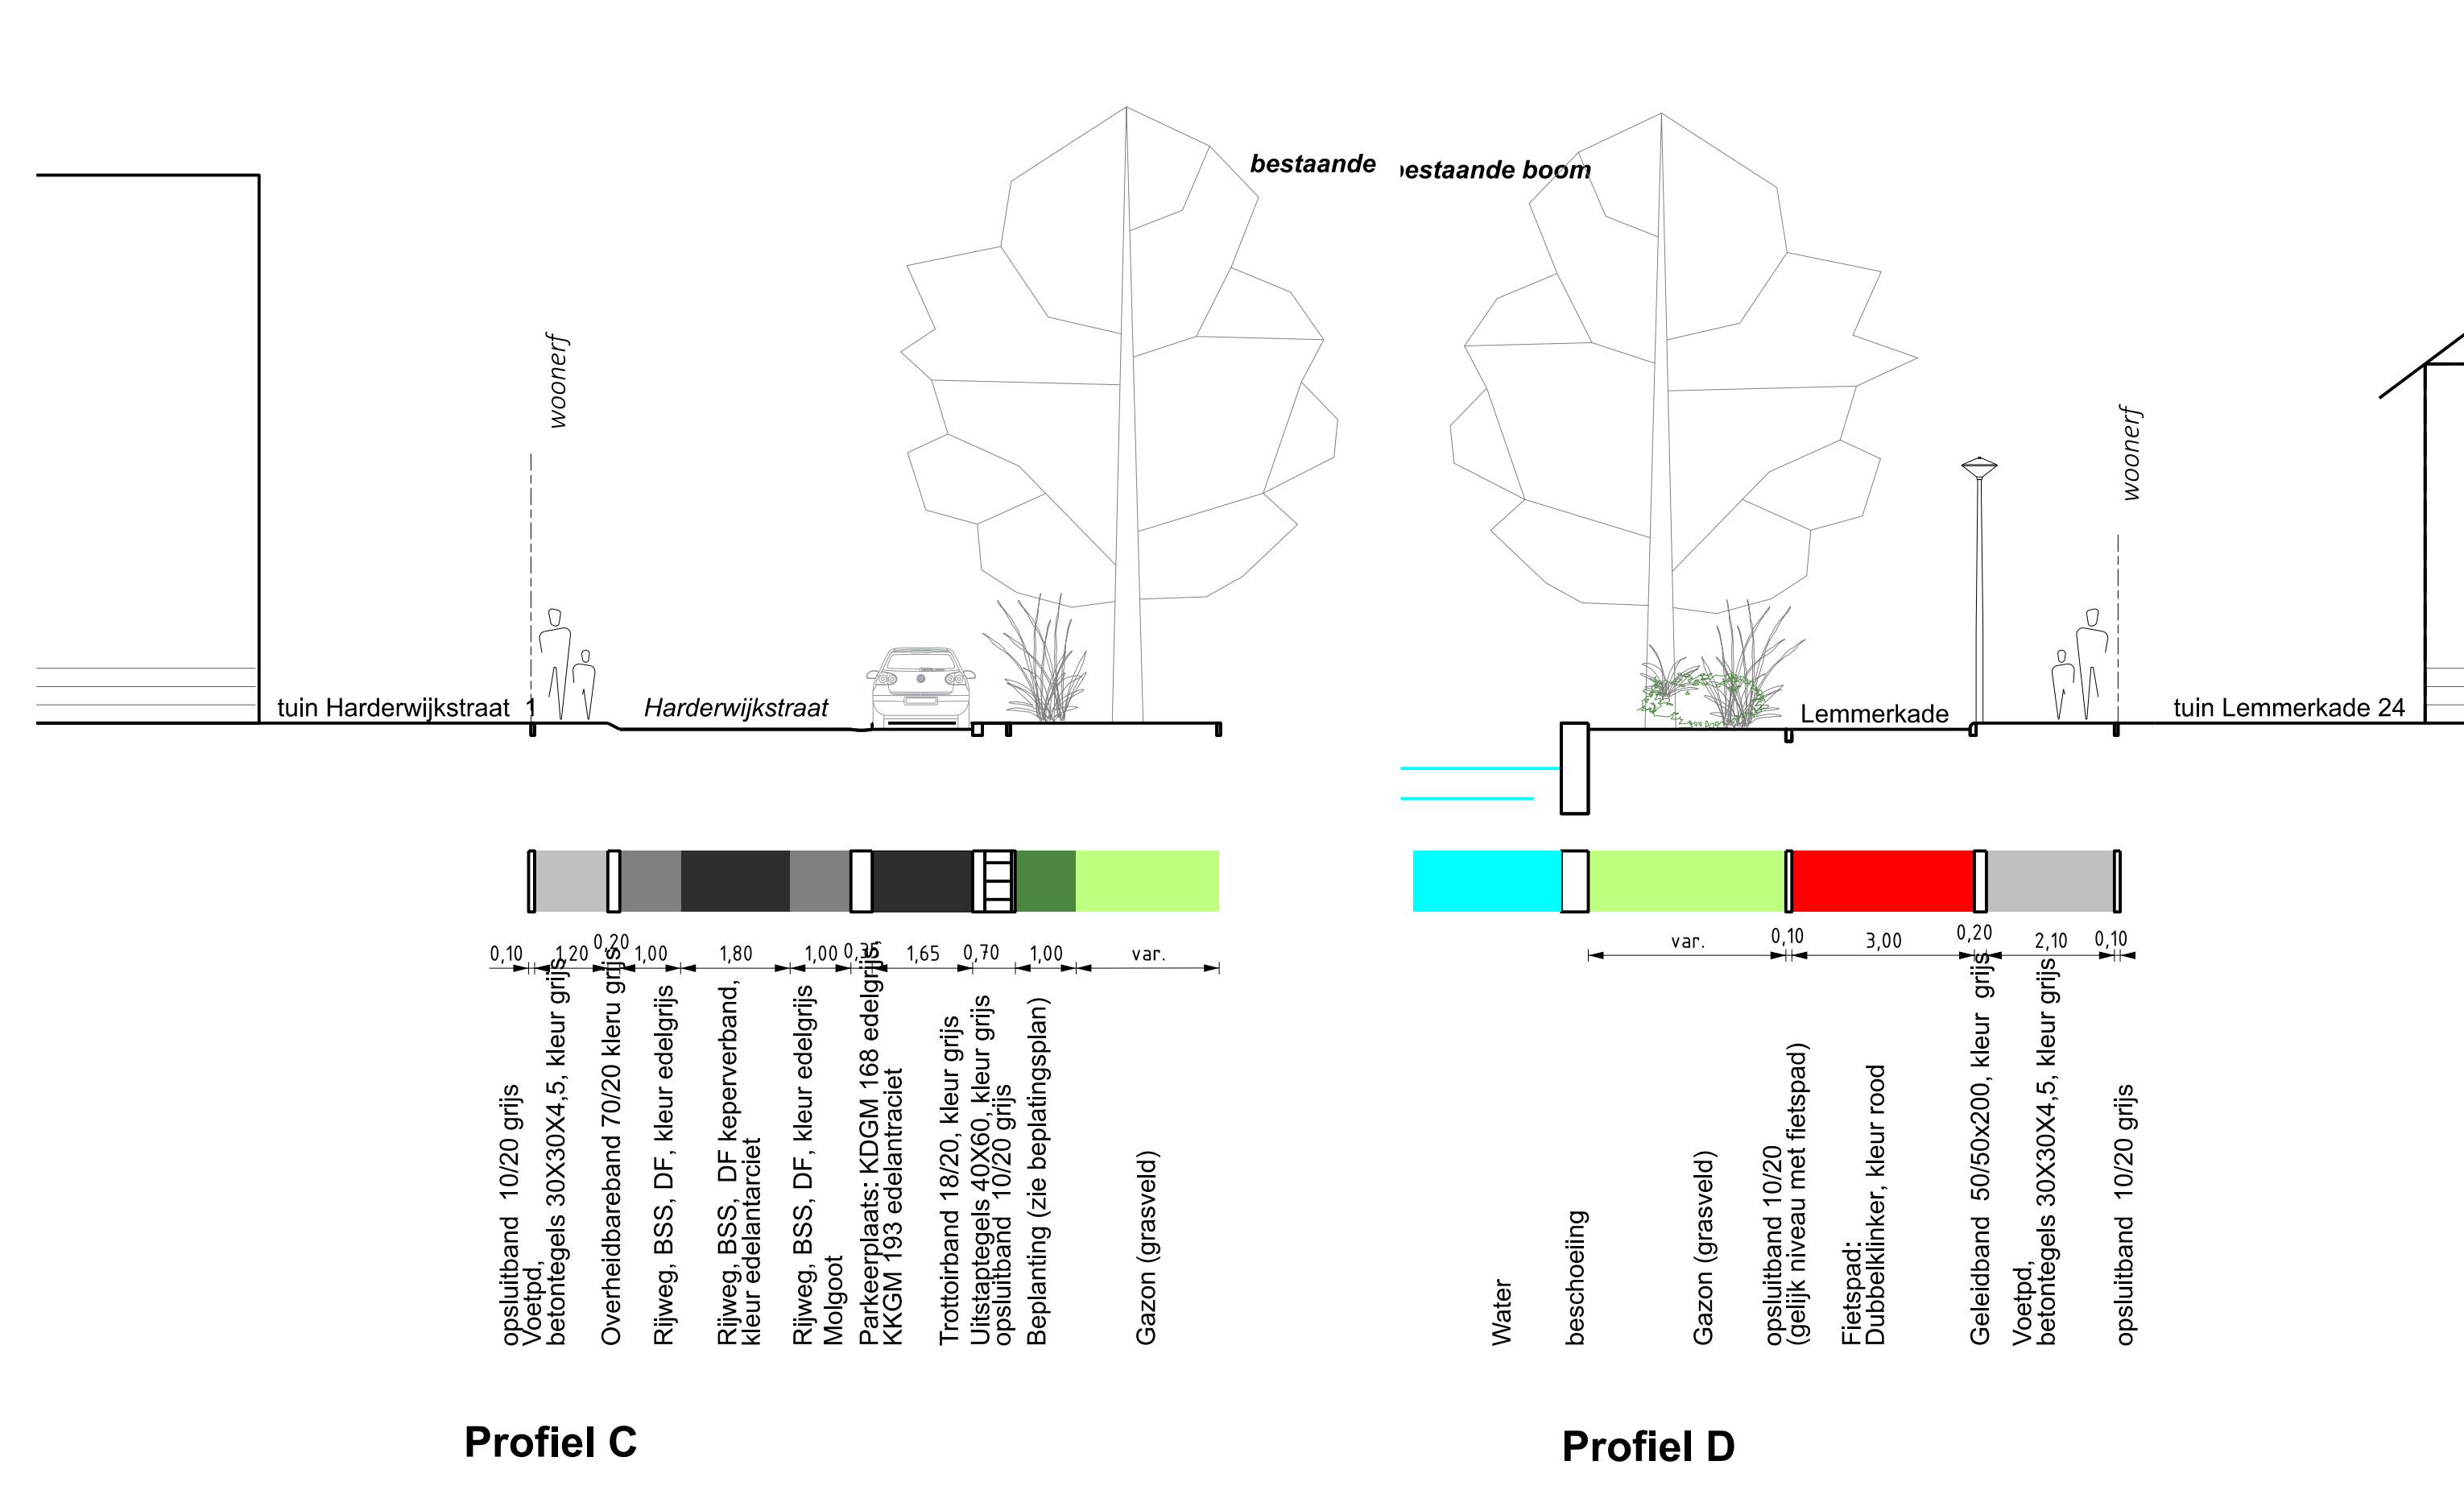 bestaande
bestaande boom
woonerf
woonerf
tuin Harderwijkstraat 1
Harderwijkstraat
Lemmerkade
tuin Lemmerkade 24
0,10
1,20
0,20
1,00
1,80
1,00
0,35
1,65
0,70
1,00
var.
var.
0,10
3,00
0,20
2,10
0,10
opsluitband 10/20 grijs
Voetpd,
betontegels 30X30X4,5, kleur grijs
Overheidbareband 70/20 kleru grijs
Rijweg, BSS, DF, kleur edelgrijs
Rijweg, BSS, DF keperverband,
kleur edelantarciet
Rijweg, BSS, DF, kleur edelgrijs
Molgoot
Parkeerplaats: KDGM 168 edelgrijs,
KKGM 193 edelantraciet
Trottoirband 18/20, kleur grijs
Uitstaptegels 40X60, kleur grijs
opsluitband 10/20 grijs
Beplanting (zie beplatingsplan)
Gazon (grasveld)
Water
beschoeiing
Gazon (grasveld)
opsluitband 10/20
(gelijk niveau met fietspad)
Fietspad:
Dubbelklinker, kleur rood
Geleidband 50/50x200, kleur grijs
Voetpd,
betontegels 30X30X4,5, kleur grijs
opsluitband 10/20 grijs
Profiel C
Profiel D